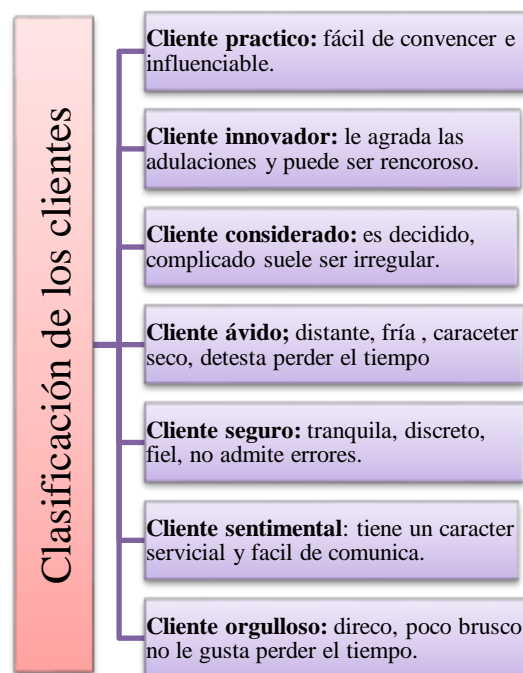 Clasificación de los clientes
Cliente practico: fácil de convencer e
influenciable.
Cliente innovador: le agrada las
adulaciones y puede ser rencoroso.
Cliente considerado: es decidido,
complicado suele ser irregular.
Cliente ávido; distante, fría , caraceter
seco, detesta perder el tiempo
Cliente seguro: tranquila, discreto,
fiel, no admite errores.
Cliente sentimental: tiene un caracter
servicial y facil de comunica.
Cliente orgulloso: direco, poco brusco
no le gusta perder el tiempo.